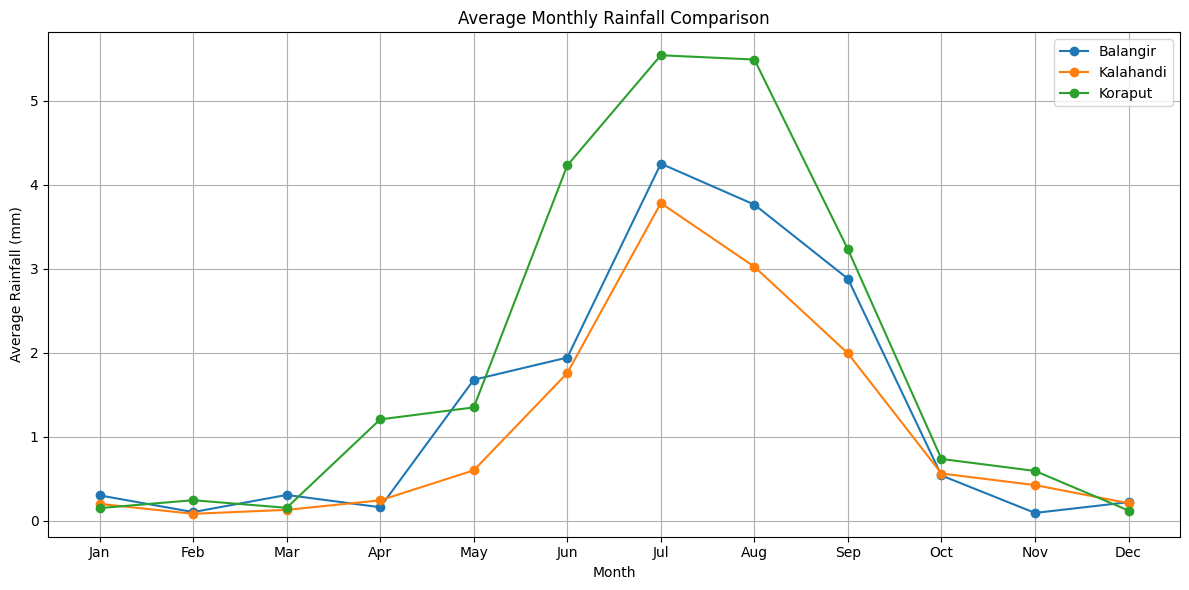 Average Monthly Rainfall Comparison
Balangir
Kalahandi
Koraput
Average Rainfall (mm)
5
4
3
2
1
0
Jan Feb Mar Apr May Jun Jul Aug Sep Oct Nov Dec
Month